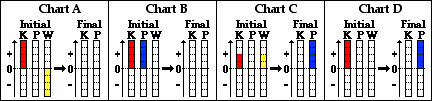 Chart A
Initial Final
K P W K P
+
0
-
Chart B
Initial Final
K P W K P
+
0
-
Chart C
Initial Final
K P W K P
+
0
-
Chart D
Initial Final
K P W K P
+
0
-